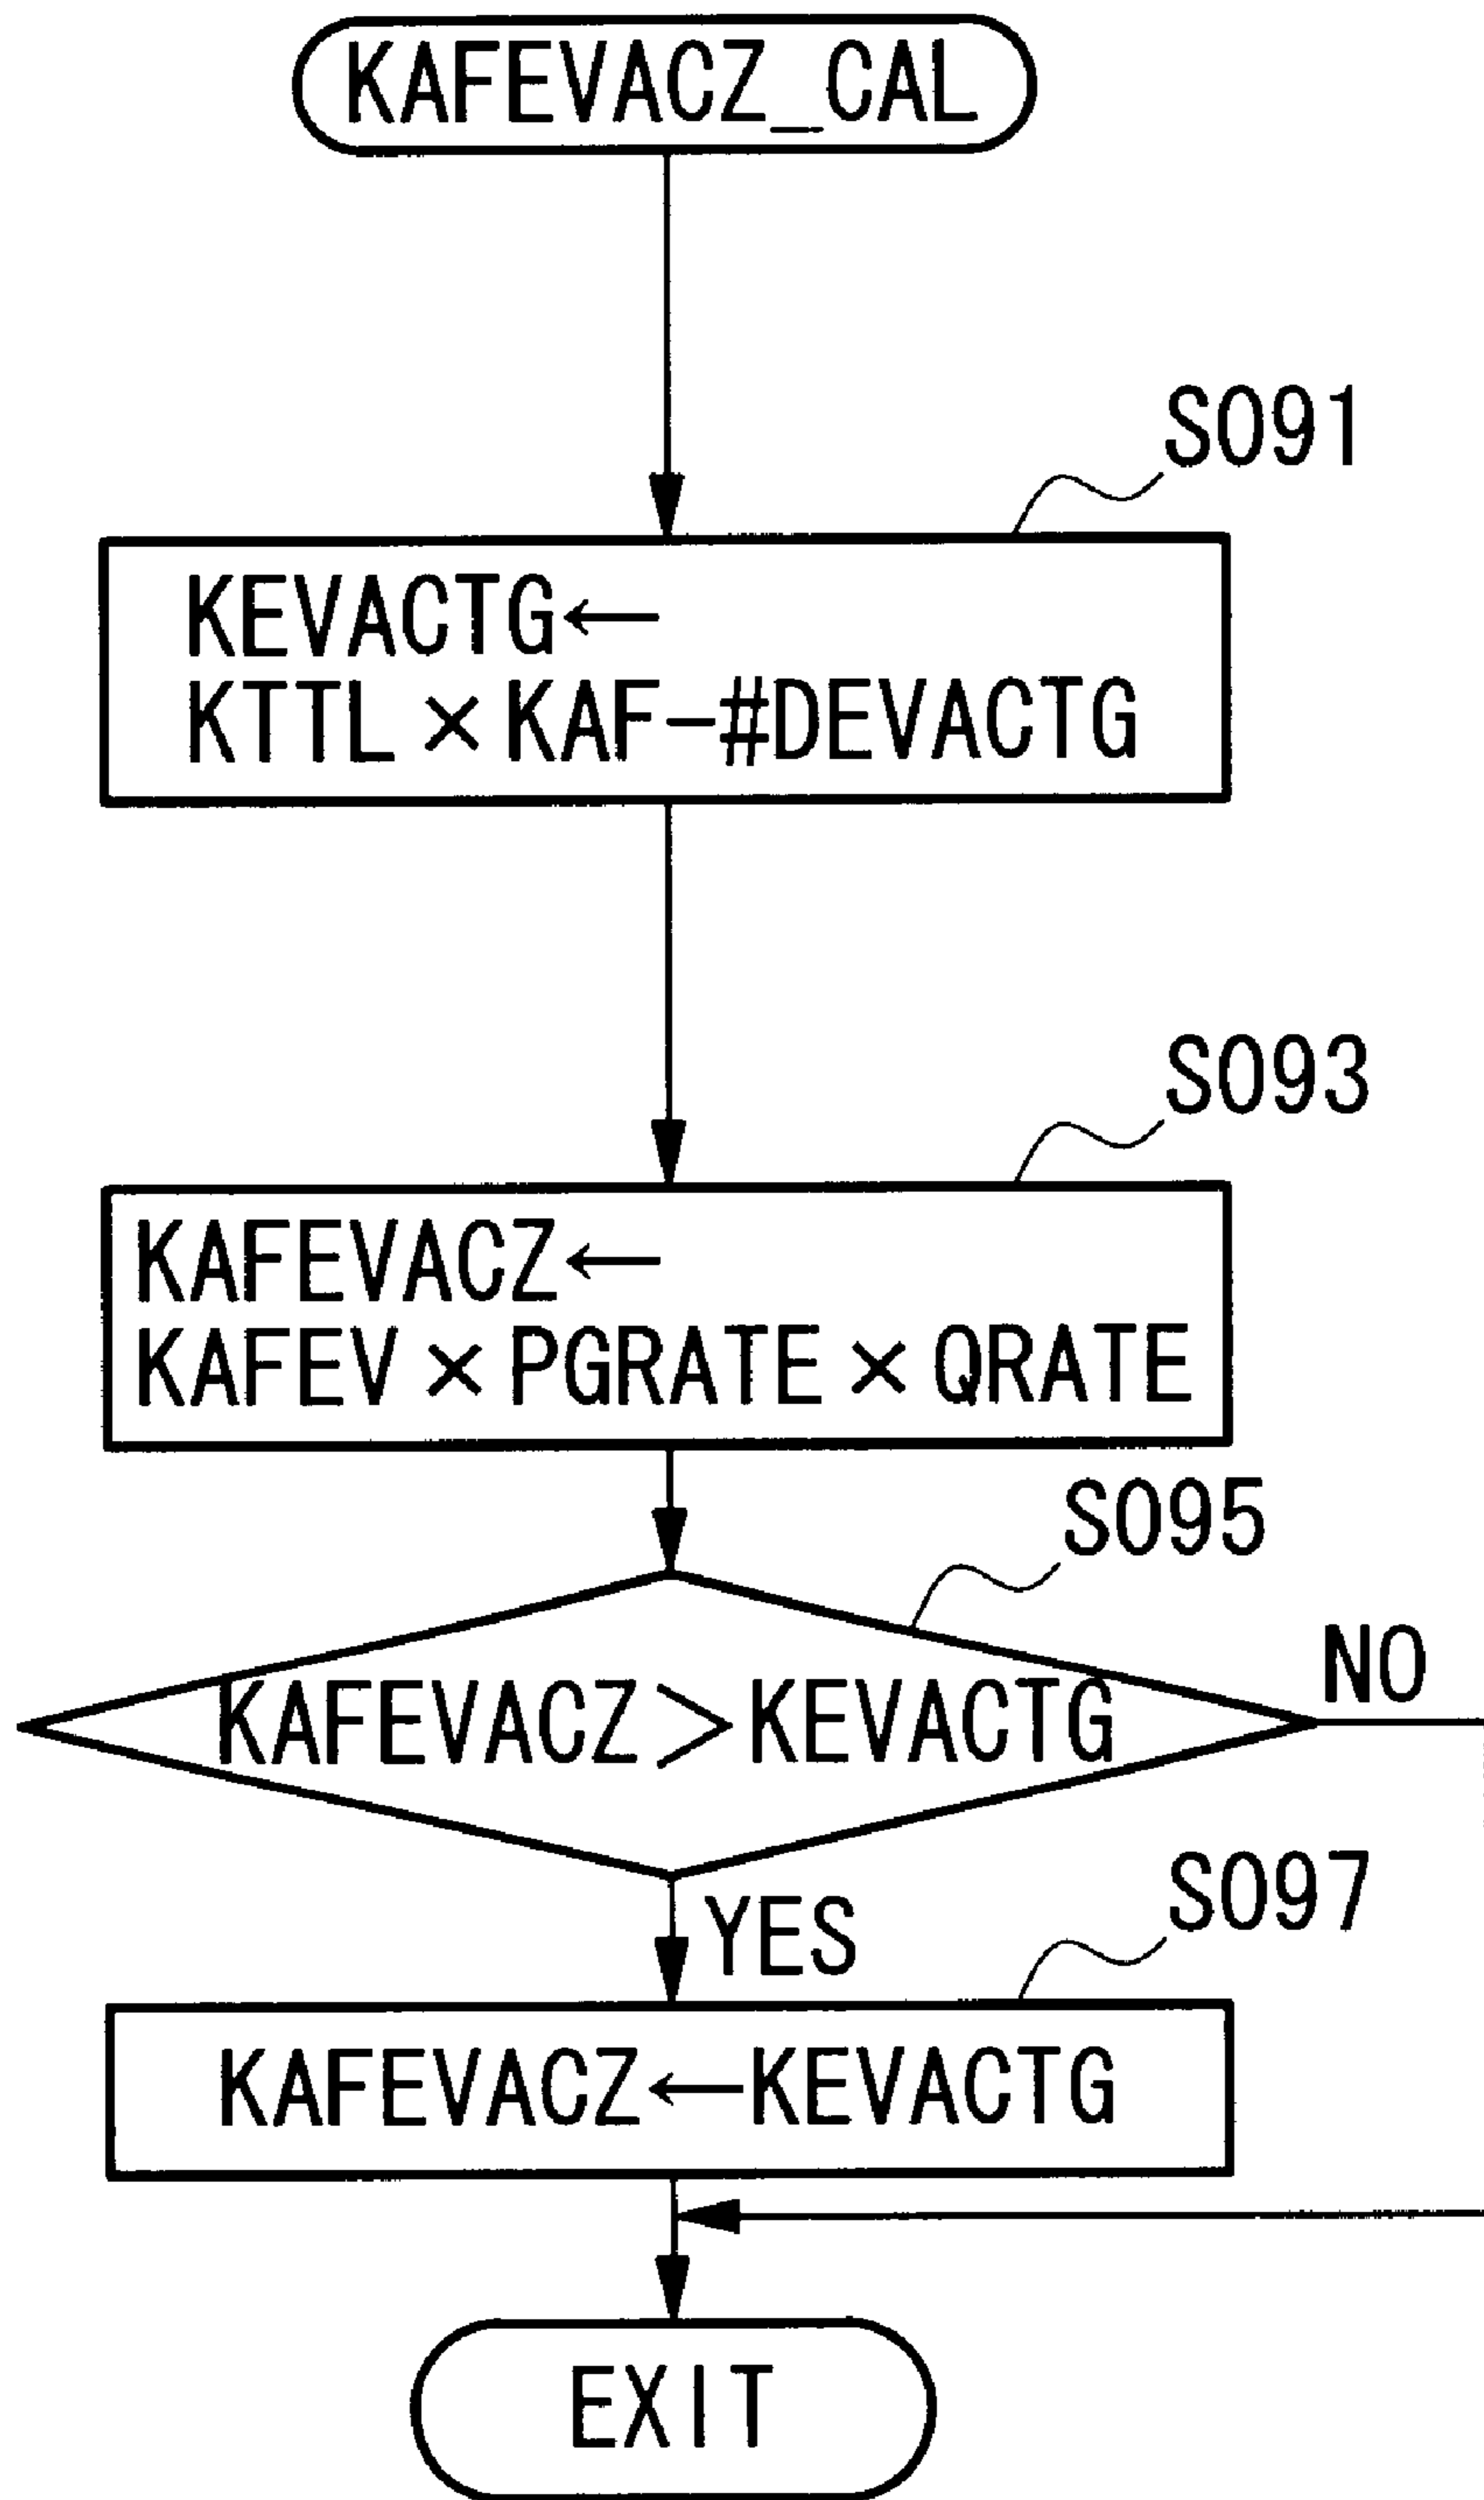 KAFEVACZ_CAL
S091
KEVACTG←
KTTL×KAF-#DEVACTG
S093
KAFEVACZ←
KAFEV×PGRATE×QRATE
S095
KAFEVACZ>KEVACTG
NO
YES
S097
KAFEVACZ←KEVACTG
EXIT